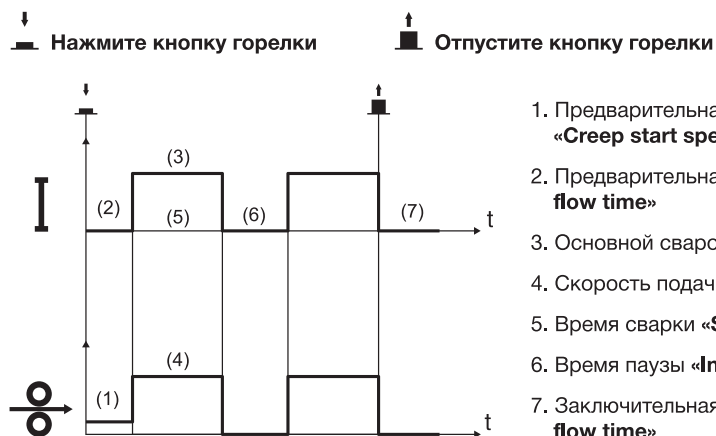 Нажмите кнопку горелки
Отпустите кнопку горелки
(3)
(2)
(5)
(6)
(7)
t
(4)
(1)
t
1. Предварительна
«Creep start spe
2. Предварительна
flow time»
3. Основной сваро
4. Скорость подач
5. Время сварки «S
6. Время паузы «In
7. Заключительная
flow time»